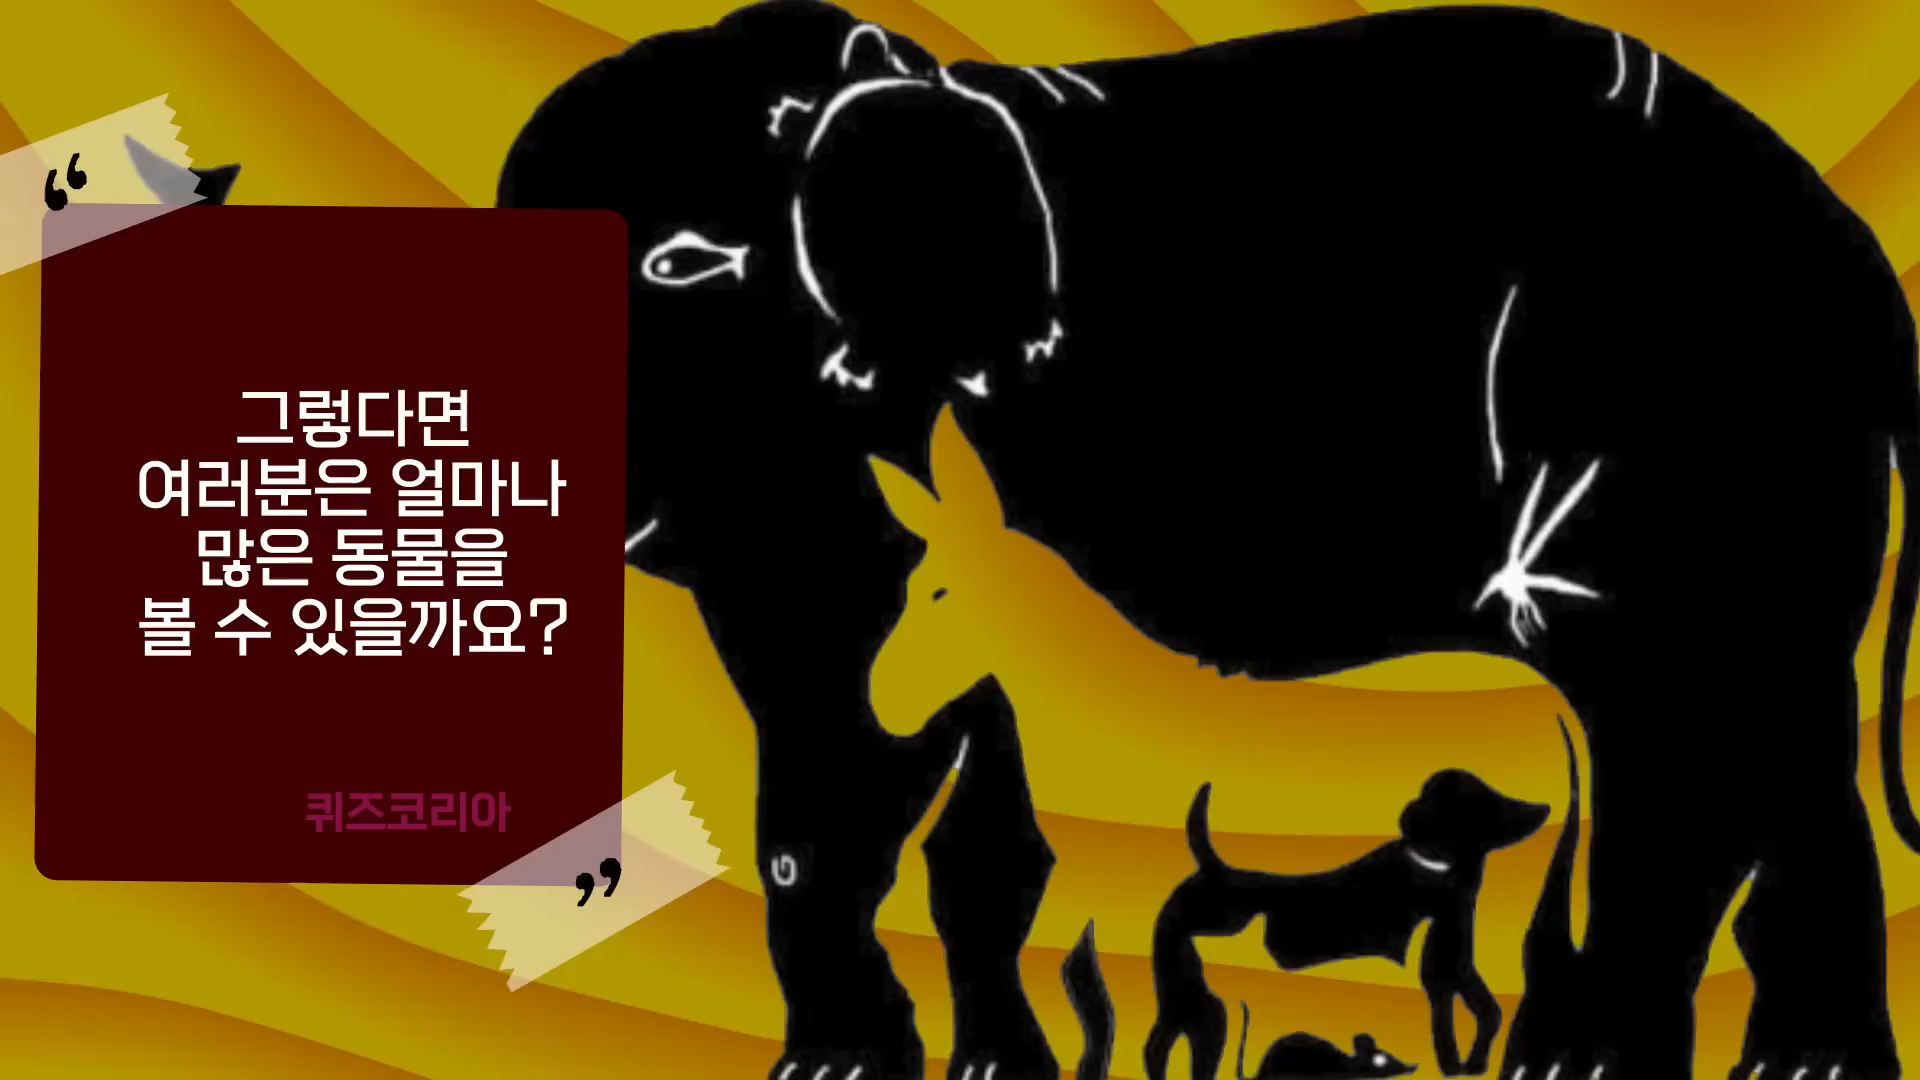 “
그렇다면
여러분은 얼마나
많은 동물을
볼 수 있을까요?
퀴즈코리아
”